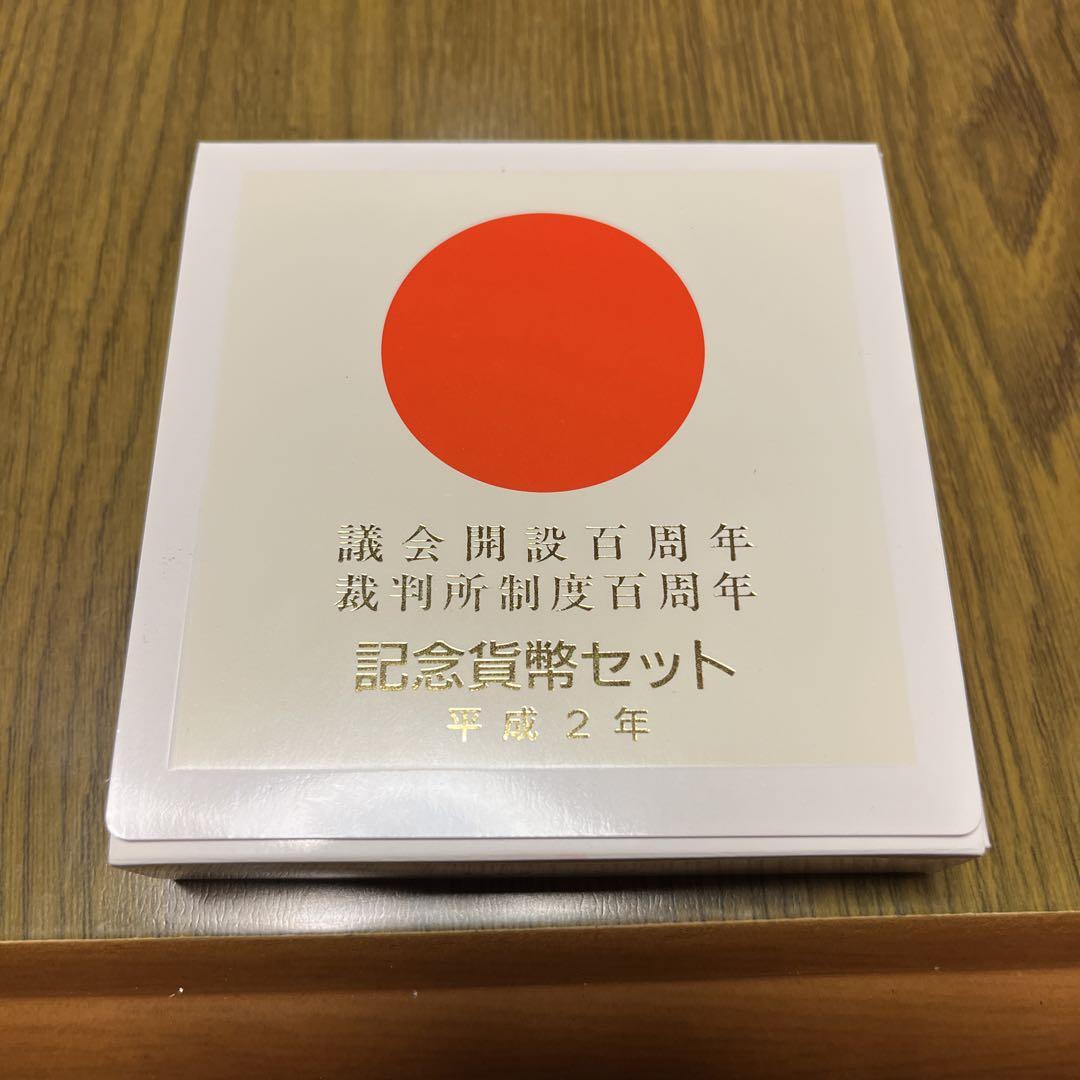 議会開設百周年
裁判所制度百周年
記念貨幣セット
平成2年